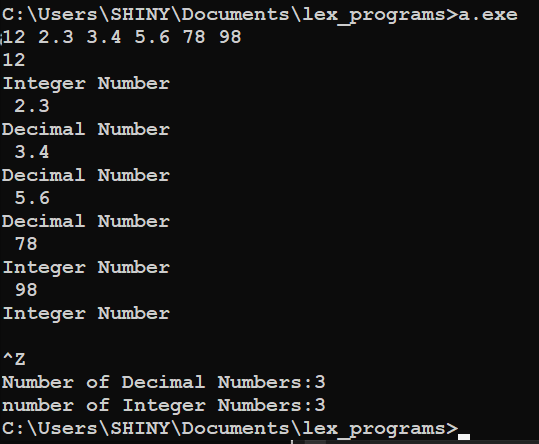 C:\Users\SHINY\Documents\lex_programs>a.exe
12 2.3 3.4 5.6 78 98
12
Integer Number
 2.3
Decimal Number
 3.4
Decimal Number
 5.6
Decimal Number
 78
Integer Number
 98
Integer Number

^Z
Number of Decimal Numbers:3
number of Integer Numbers:3
C:\Users\SHINY\Documents\lex_programs>